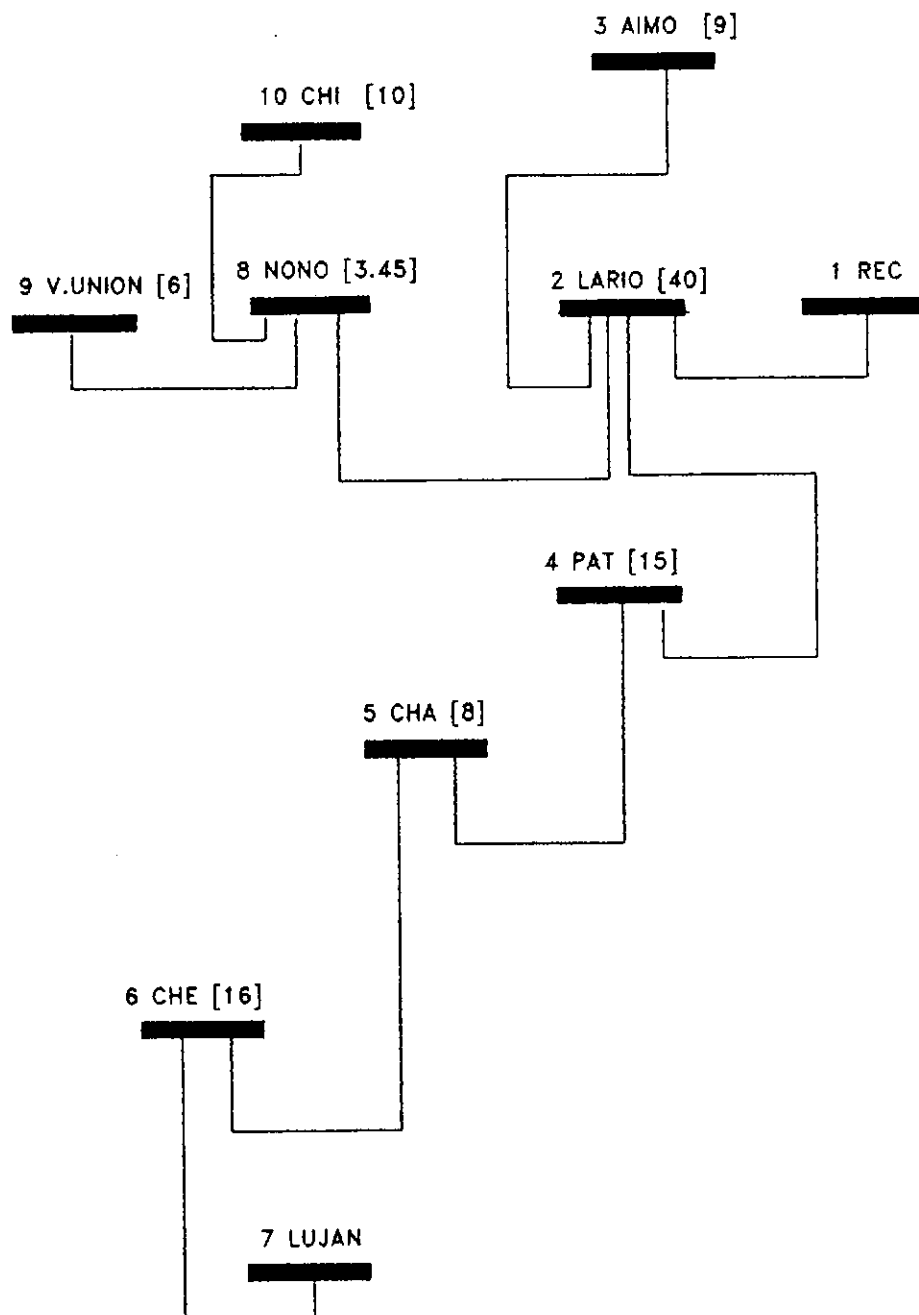 3 AIMO [9]
10 CHI [10]
9 V.UNION [6]
8 NONO [3.45]
2 LARIO [40]
1 REC
4 PAT [15]
5 CHA [8]
6 CHE [16]
7 LUJAN